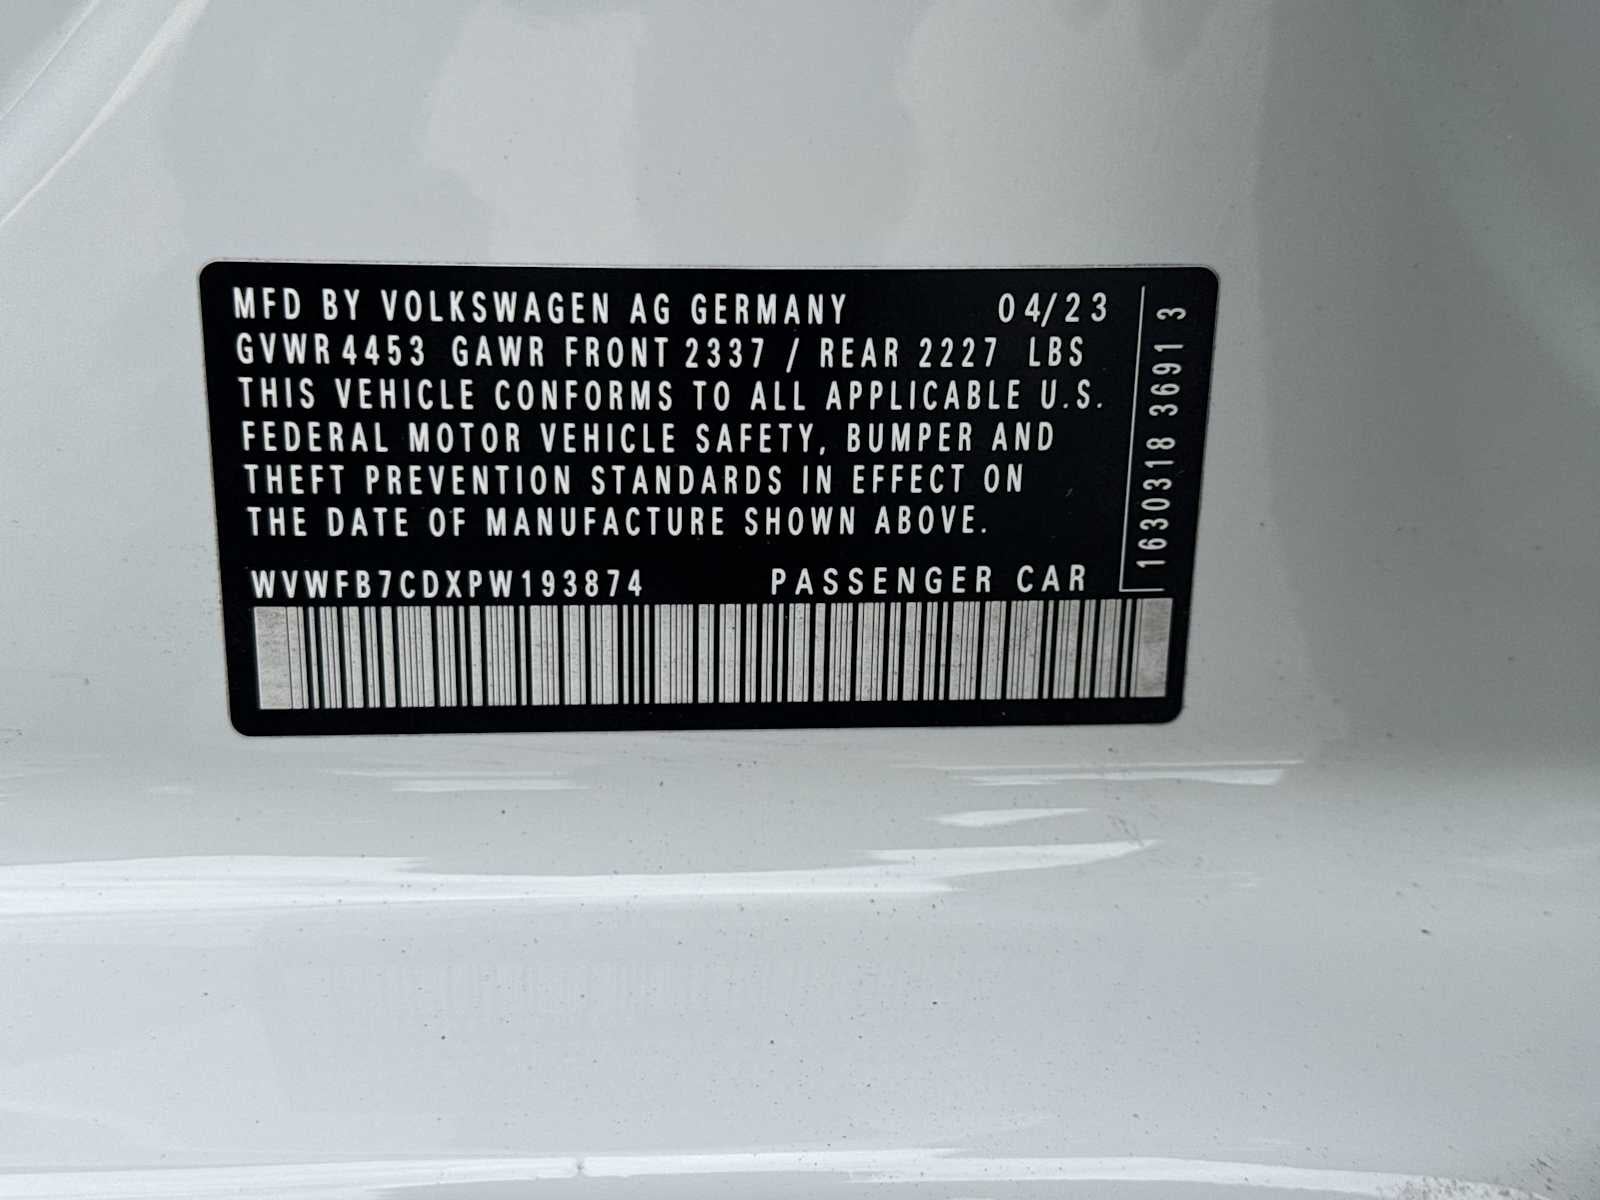 MFD BY VOLKSWAGEN AG GERMANY 04/23
GVWR 4453 GAWR FRONT 2337 / REAR 2227 LBS
THIS VEHICLE CONFORMS TO ALL APPLICABLE U.S.
FEDERAL MOTOR VEHICLE SAFETY, BUMPER AND
THEFT PREVENTION STANDARDS IN EFFECT ON
THE DATE OF MANUFACTURE SHOWN ABOVE.
WVWFB7CDXPW193874 PASSENGER CAR
1630318 3691 3